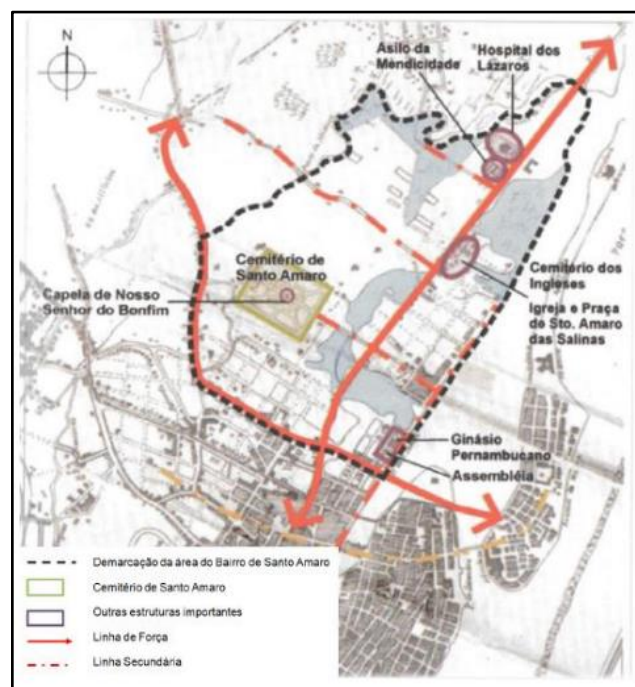 N
Asilo da
Mendicidade
Hospital dos
Lázaros
Cemitério de
Santo Amaro
Capela de Nosso
Senhor do Bonfim
Cemitério dos
Ingleses
Igreja e Praça
de Sto. Amaro
das Salinas
Ginásio
Pernambucano
Assembléia
Demarcação da área do Bairro de Santo Amaro
Cemitério de Santo Amaro
Outras estruturas importantes
Linha de Força
Linha Secundária